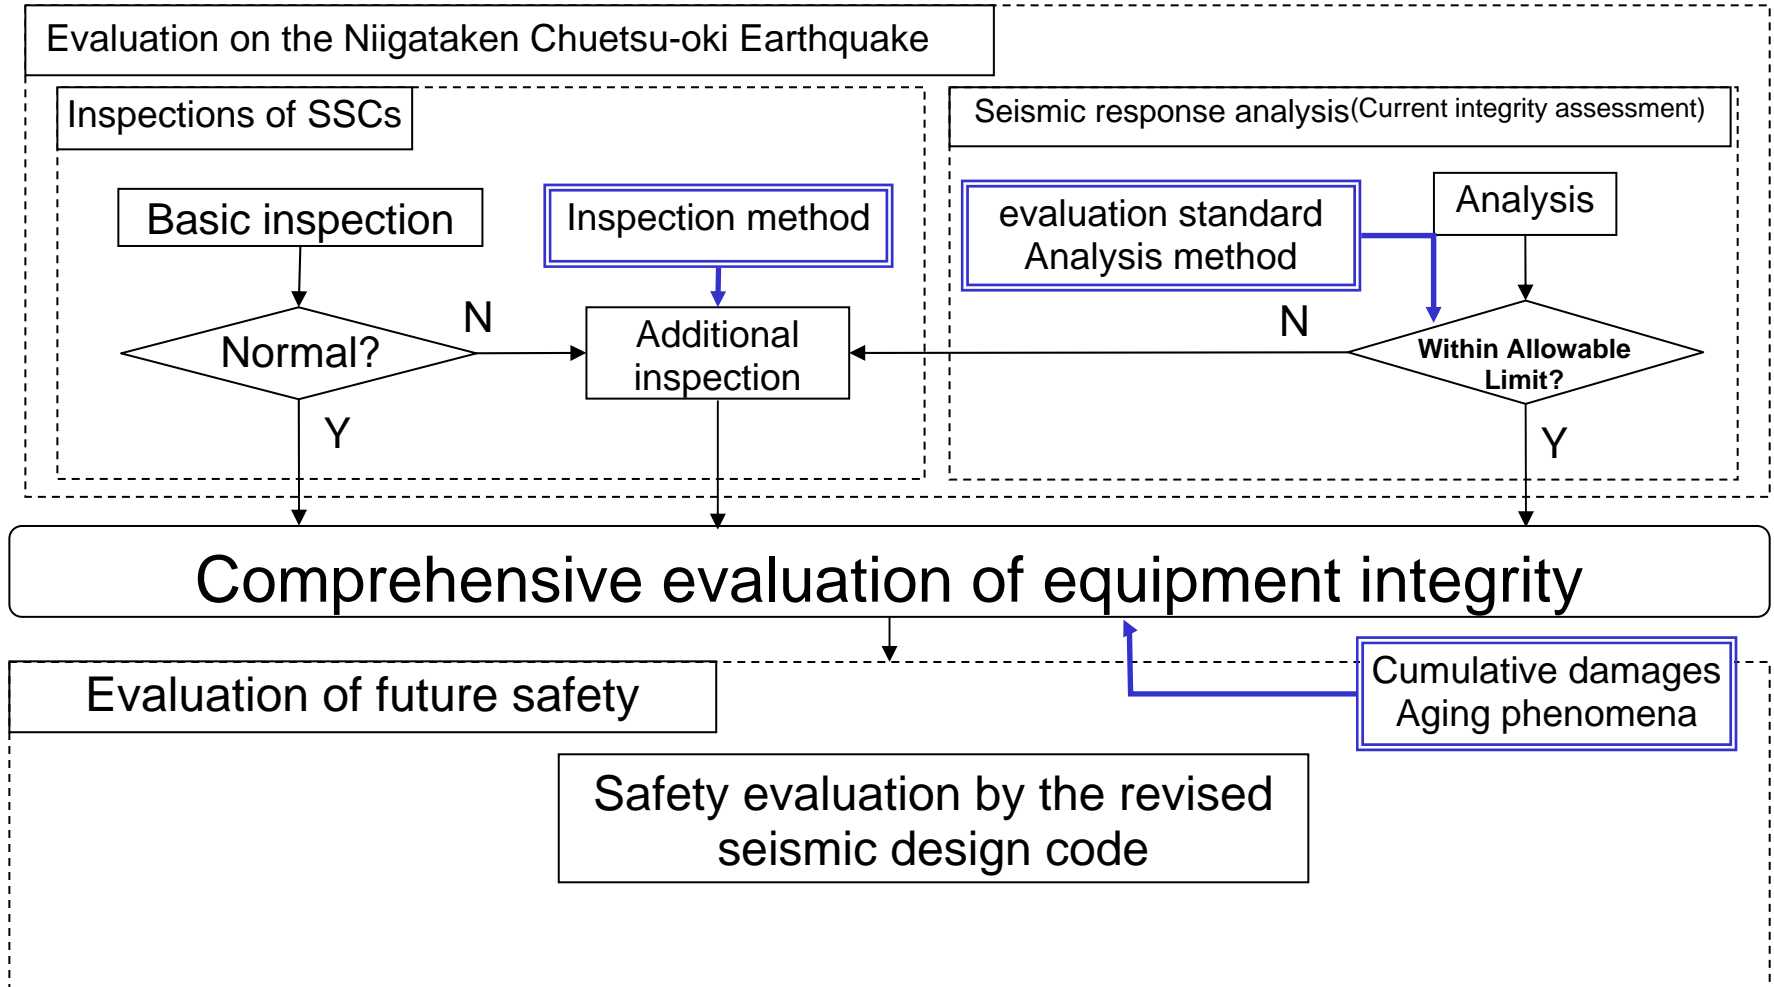 Evaluation on the Niigataken Chuetsu-oki Earthquake
Inspections of SSCs
Seismic response analysis(Current integrity assessment)
Basic inspection
Inspection method
evaluation standard
Analysis method
Analysis
Normal?
N
Additional
inspection
N
Within Allowable
Limit?
Y
Y
Comprehensive evaluation of equipment integrity
Evaluation of future safety
Cumulative damages
Aging phenomena
Safety evaluation by the revised
seismic design code